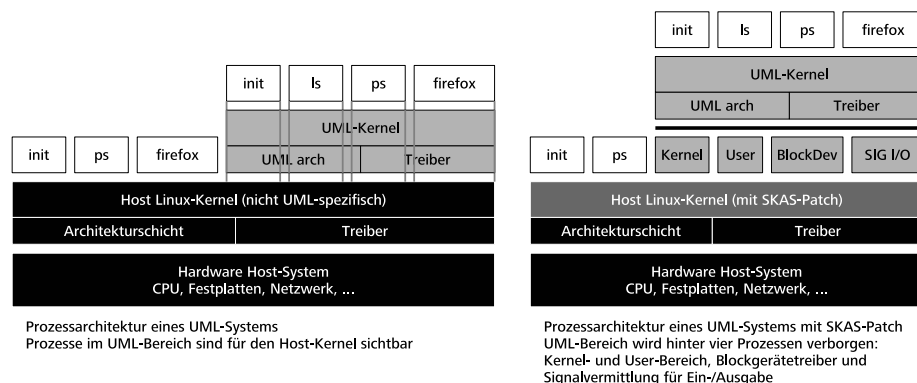 init ls ps firefox
UML-Kernel
init ps firefox UML arch Treiber
Host Linux-Kernel (nicht UML-spezifisch)
Architekturschicht Treiber
Hardware Host-System
CPU, Festplatten, Netzwerk, ...
Prozessarchitektur eines UML-Systems
Prozesse im UML-Bereich sind für den Host-Kernel sichtbar
init ls ps firefox
UML-Kernel
UML arch Treiber
init ps Kernel User BlockDev SIG I/O
Host Linux-Kernel (mit SKAS-Patch)
Architekturschicht Treiber
Hardware Host-System
CPU, Festplatten, Netzwerk, ...
Prozessarchitektur eines UML-Systems mit SKAS-Patch
UML-Bereich wird hinter vier Prozessen verborgen:
Kernel- und User-Bereich, Blockgerätetreiber und
Signalvermittlung für Ein-/Ausgabe